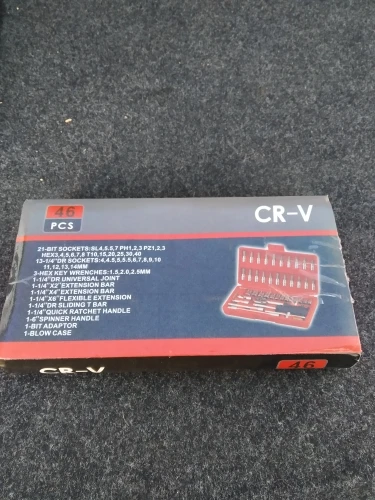 46
PCS
CR-V
21-BIT SOCKETS:SL4,5.5,7 PH1,2,3 PZ1,2,3
HEX3,4,5,6,7,8 T10,15,20,25,30,40
13-1/4"DR SOCKETS:4,4.5,5,5.5,6,7,8,9,10
11,12,13,14MM
3-HEX KEY WRENCHES:1.5,2.0,2.5MM
1-1/4"DR UNIVERSAL JOINT
1-1/4"X2"EXTENSION BAR
1-1/4"X4"EXTENSION BAR
1-1/4"X6"FLEXIBLE EXTENSION
1-1/4"DR SLIDING T BAR
1-1/4"QUICK RATCHET HANDLE
1-6"SPINNER HANDLE
1-BIT ADAPTOR
1-BLOW CASE
CR-V
46